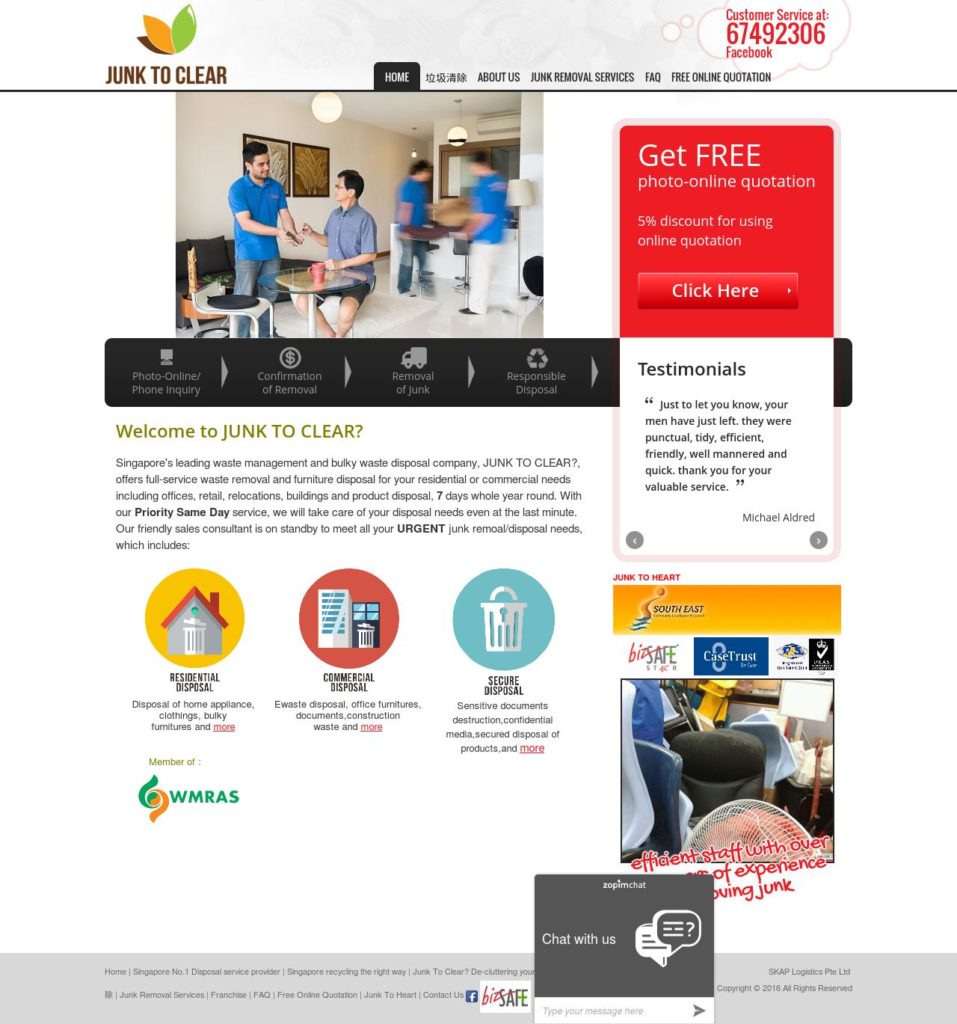 JUNK TO CLEAR
Customer Service at:
67492306
Facebook
HOME 垃圾清除 ABOUT US JUNK REMOVAL SERVICES FAQ FREE ONLINE QUOTATION
Get FREE
photo-online quotation
5% discount for using
online quotation
Click Here
Photo-Online/
Phone Inquiry
Confirmation
of Removal
Removal
of Junk
Responsible
Disposal
Welcome to JUNK TO CLEAR?
Singapore's leading waste management and bulky waste disposal company, JUNK TO CLEAR?,
offers full-service waste removal and furniture disposal for your residential or commercial needs
including offices, retail, relocations, buildings and product disposal, 7 days whole year round. With
our Priority Same Day service, we will take care of your disposal needs even at the last minute.
Our friendly sales consultant is on standby to meet all your URGENT junk remoal/disposal needs,
which includes:
RESIDENTIAL
DISPOSAL
Disposal of home appliance,
clothings, bulky
furnitures and more
COMMERCIAL
DISPOSAL
Ewaste disposal, office furnitures,
documents,construction
waste and more
SECURE
DISPOSAL
Sensitive documents
destruction,confidential
media,secured disposal of
products,and more
Member of :
WMRAS
Testimonials
“ Just to let you know, your
men have just left. they were
punctual, tidy, efficient,
friendly, well mannered and
quick. thank you for your
valuable service. ”
Michael Aldred
JUNK TO HEART
SOUTH EAST
bizSAFE
STAR
CaseTrust
UKAS
efficient staff with over
of experience
junk
zopim chat
Chat with us
Type your message here
Home | Singapore No.1 Disposal service provider | Singapore recycling the right way | Junk To Clear? De-cluttering your
除 | Junk Removal Services | Franchise | FAQ | Free Online Quotation | Junk To Heart | Contact Us
bizSAFE
SKAP Logistics Pte Ltd
Copyright © 2016 All Rights Reserved